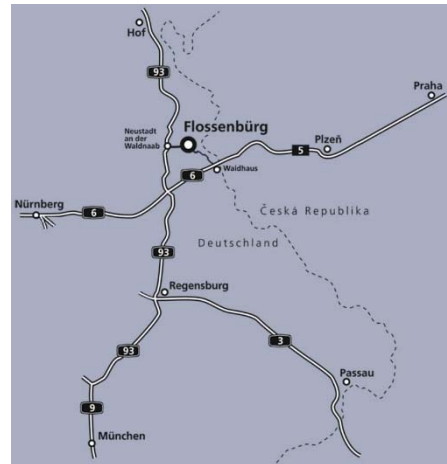 Hof
93
Praha
Flossenbürg
Neustadt
an der
Waldnaab
Plzeň
5
Waidhaus
6
Nürnberg
6
Česká Republika
Deutschland
93
Regensburg
3
93
Passau
9
München